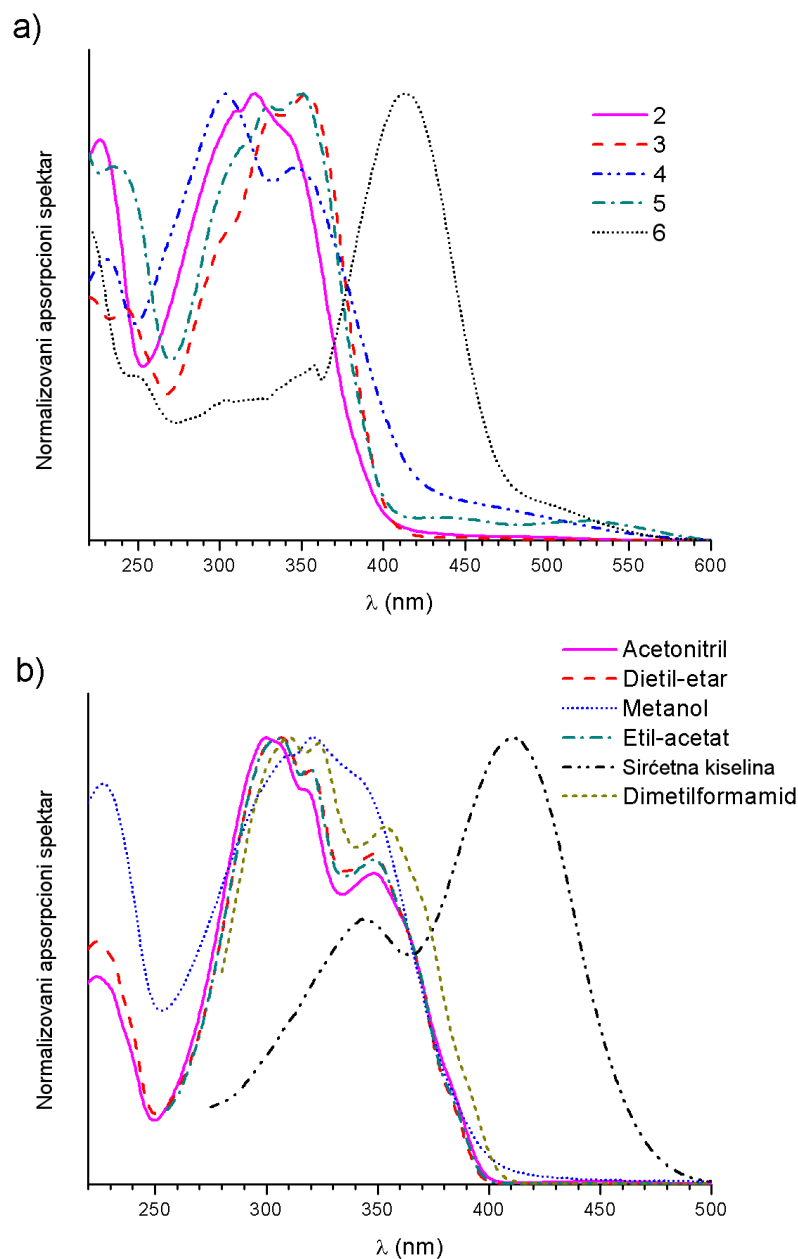 a)
2
3
4
5
6
Normalizovani apsorpcioni spektar
250 300 350 400 450 500 550 600
λ (nm)
b)
Acetonitril
Dietil-etar
Metanol
Etil-acetat
Sirćetna kiselina
Dimetilformamid
Normalizovani apsorpcioni spektar
250 300 350 400 450 500
λ (nm)